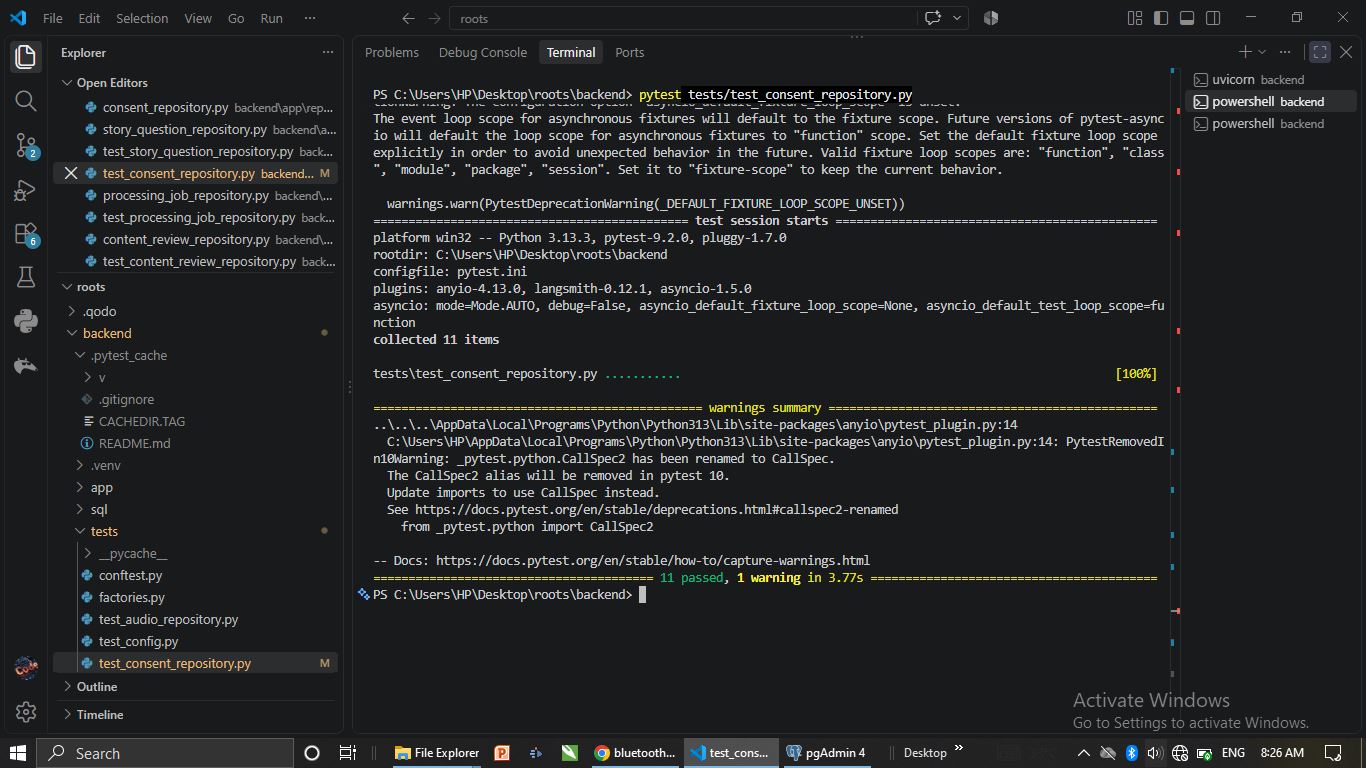 File Edit Selection View Go Run ··· roots
Explorer ···
Open Editors
consent_repository.py backend\app\rep...
story_question_repository.py backend\a...
test_story_question_repository.py back...
test_consent_repository.py backend... M
processing_job_repository.py backend\...
test_processing_job_repository.py back...
content_review_repository.py backend\...
test_content_review_repository.py back...
roots
.qodo
backend
.pytest_cache
v
.gitignore
CACHEDIR.TAG
README.md
.venv
app
sql
tests
__pycache__
conftest.py
factories.py
test_audio_repository.py
test_config.py
test_consent_repository.py M
Outline
Timeline
2
6
Problems Debug Console Terminal Ports
PS C:\Users\HP\Desktop\roots\backend> pytest tests/test_consent_repository.py
tionWarning: The configuration option "asyncio_default_fixture_loop_scope" is unset.
The event loop scope for asynchronous fixtures will default to the fixture scope. Future versions of pytest-async
io will default the loop scope for asynchronous fixtures to "function" scope. Set the default fixture loop scope
explicitly in order to avoid unexpected behavior in the future. Valid fixture loop scopes are: "function", "class
", "module", "package", "session". Set it to "fixture-scope" to keep the current behavior.
warnings.warn(PytestDeprecationWarning(_DEFAULT_FIXTURE_LOOP_SCOPE_UNSET))
================================================= test session starts ==============================================
platform win32 -- Python 3.13.3, pytest-9.2.0, pluggy-1.7.0
rootdir: C:\Users\HP\Desktop\roots\backend
configfile: pytest.ini
plugins: anyio-4.13.0, langsmith-0.12.1, asyncio-1.5.0
asyncio: mode=Mode.AUTO, debug=False, asyncio_default_fixture_loop_scope=None, asyncio_default_test_loop_scope=fu
nction
collected 11 items
tests\test_consent_repository.py ........... [100%]
=============================================== warnings summary ===============================================
..\..\..\AppData\Local\Programs\Python\Python313\Lib\site-packages\anyio\pytest_plugin.py:14
C:\Users\HP\AppData\Local\Programs\Python\Python313\Lib\site-packages\anyio\pytest_plugin.py:14: PytestRemovedI
n10Warning: _pytest.python.CallSpec2 has been renamed to CallSpec.
The CallSpec2 alias will be removed in pytest 10.
Update imports to use CallSpec instead.
See https://docs.pytest.org/en/stable/deprecations.html#callspec2-renamed
from _pytest.python import CallSpec2
-- Docs: https://docs.pytest.org/en/stable/how-to/capture-warnings.html
======================================== 11 passed, 1 warning in 3.77s =========================================
PS C:\Users\HP\Desktop\roots\backend>
uvicorn backend
powershell backend
powershell backend
Activate Windows
Go to Settings to activate Windows.
Search File Explorer bluetooth... test_cons... pgAdmin 4 Desktop » ENG 8:26 AM